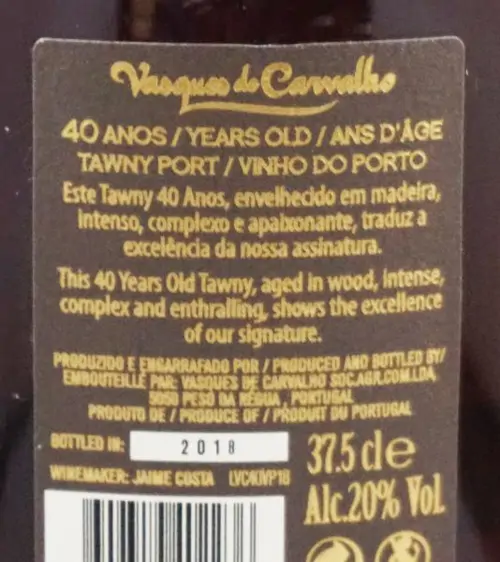 Vasques de Carvalho
40 ANOS / YEARS OLD / ANS D'ÂGE
TAWNY PORT / VINHO DO PORTO
Este Tawny 40 Anos, envelhecido em madeira,
intenso, complexo e apaixonante, traduz a
excelência da nossa assinatura.
This 40 Years Old Tawny, aged in wood, intense,
complex and enthralling, shows the excellence
of our signature.
PRODUZIDO E ENGARRAFADO POR / PRODUCED AND BOTTLED BY/
EMBOUTEILLÉ PAR: VASQUES DE CARVALHO SOC.AGR.COM.LDA.
5050 PESO DA RÉGUA, PORTUGAL
PRODUTO DE / PRODUCE OF / PRODUIT DU PORTUGAL
BOTTLED IN: 2018
37.5 cl e
WINEMAKER: JAIME COSTA LVC40VP18
Alc.20% Vol.